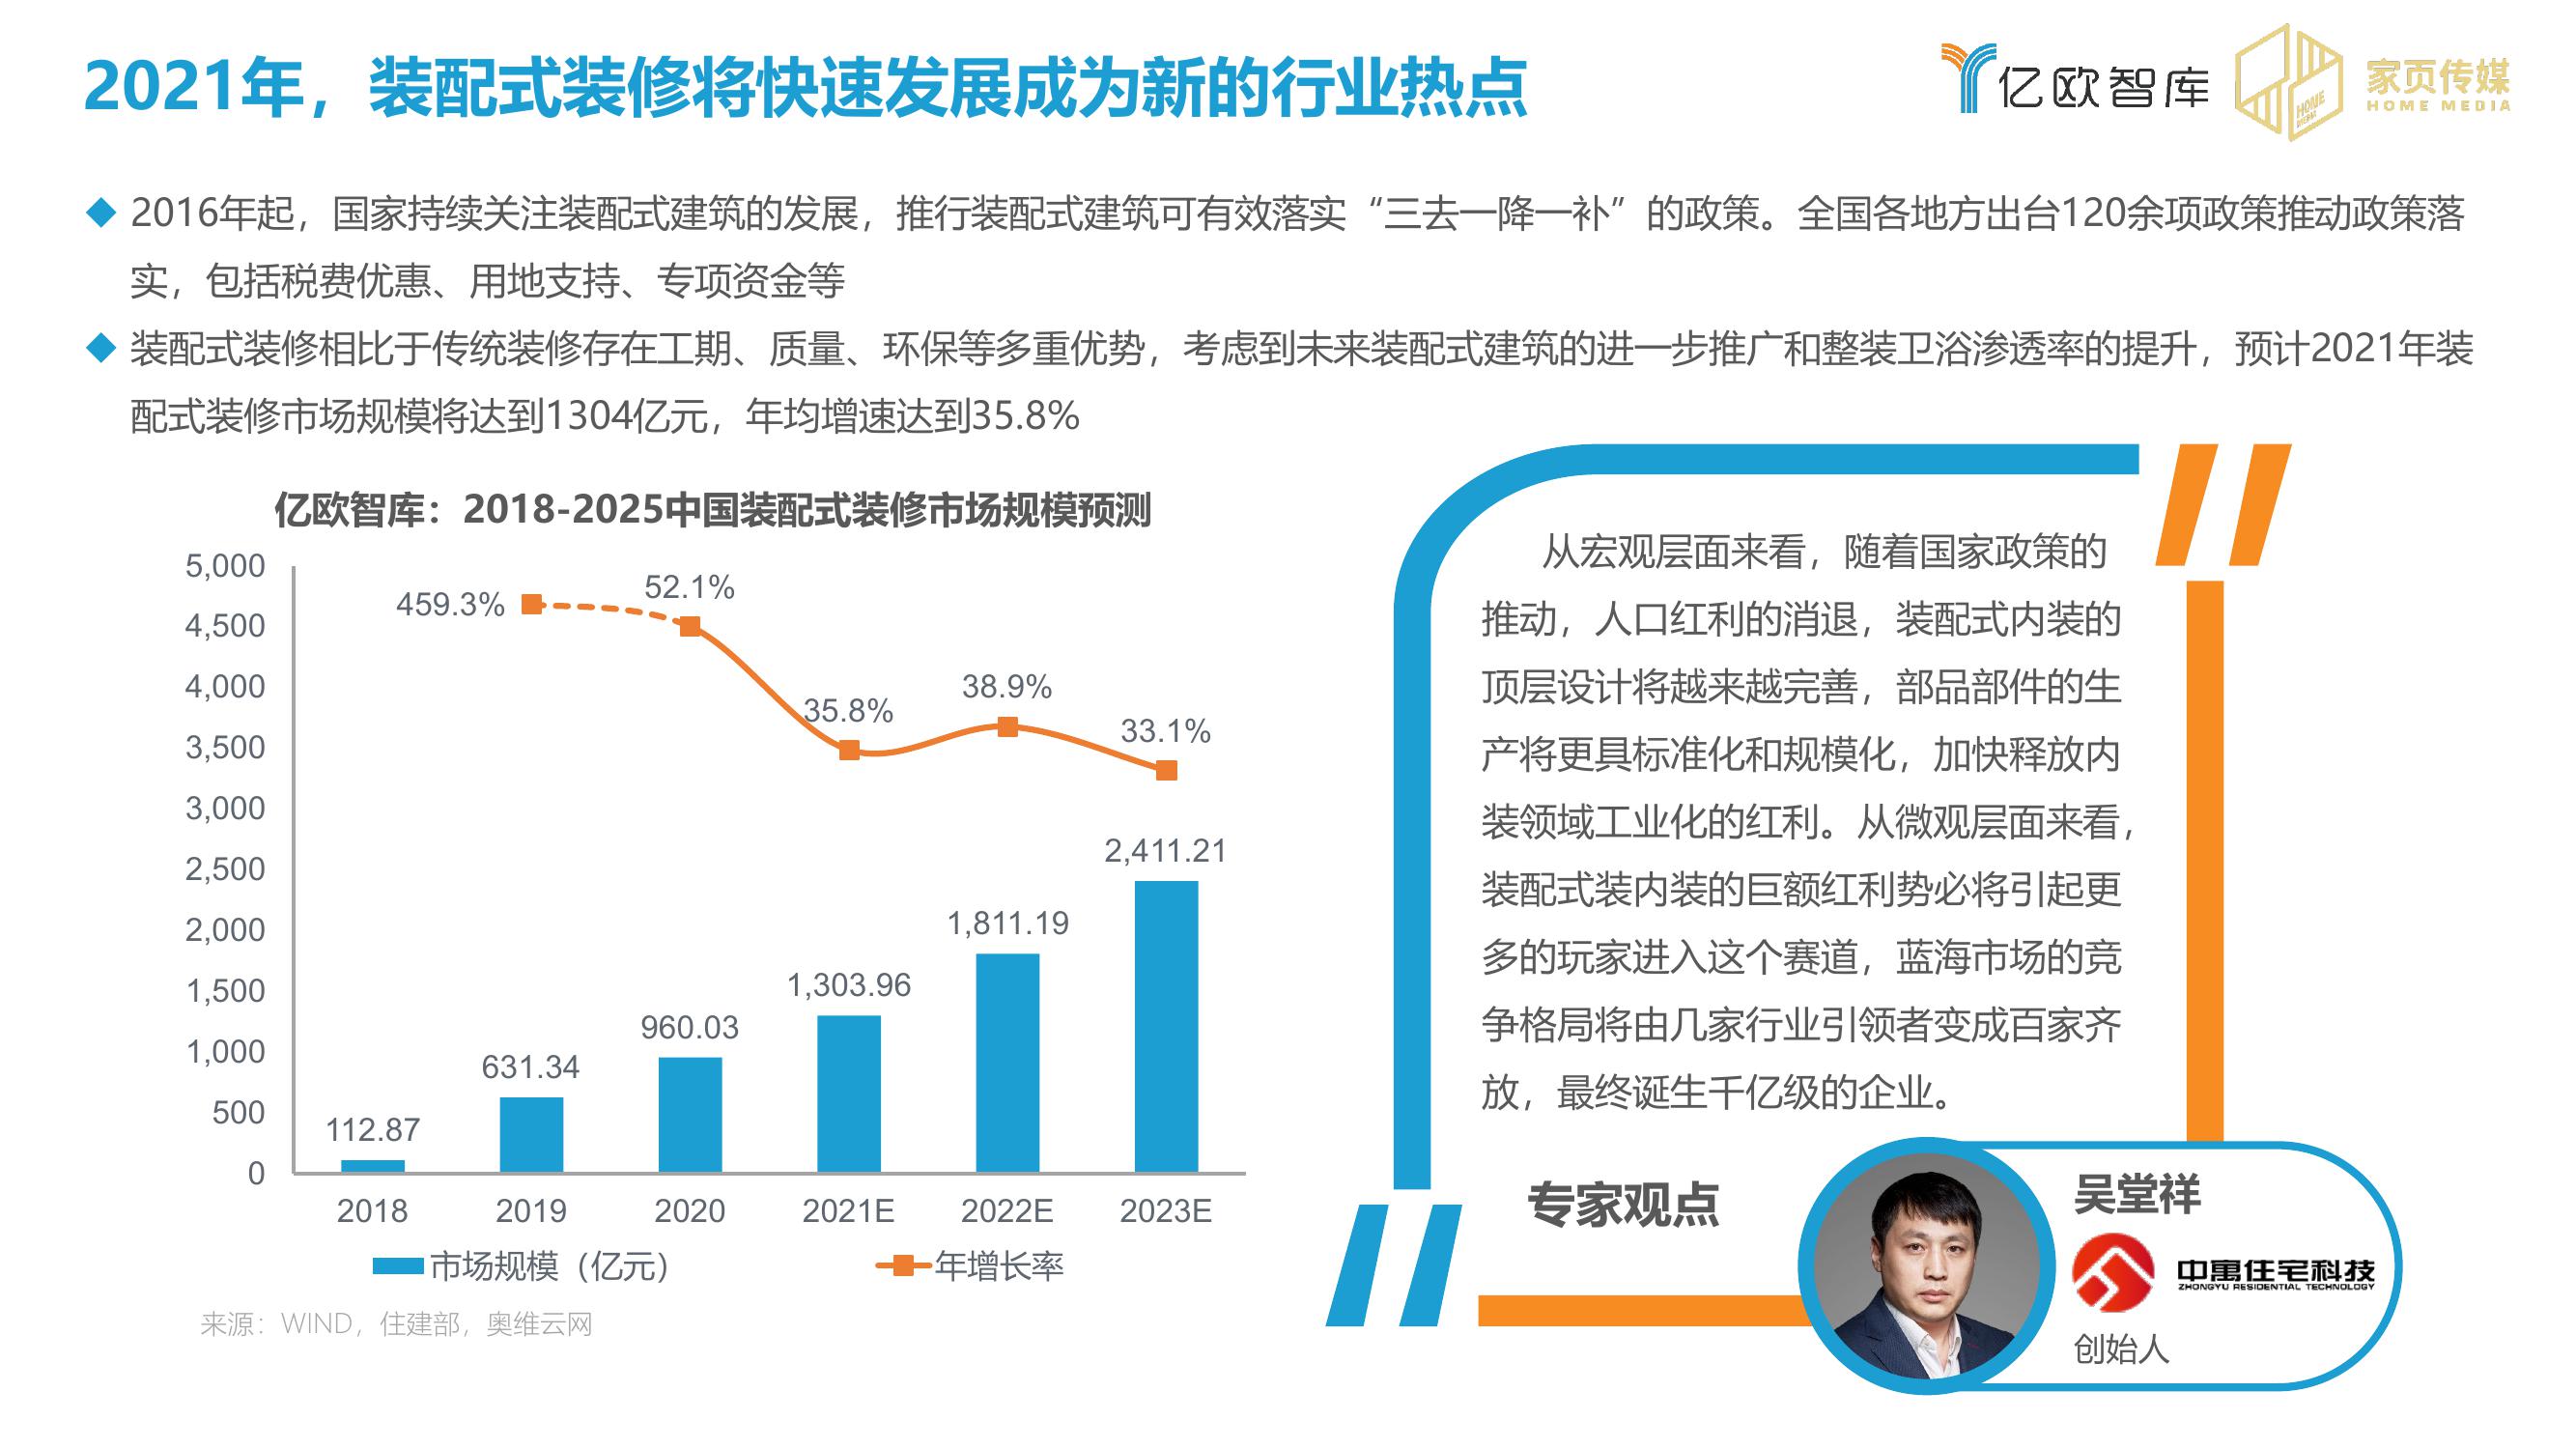 2021年，装配式装修将快速发展成为新的行业热点
亿欧智库
家页传媒
HOME MEDIA
HOME
◆ 2016年起，国家持续关注装配式建筑的发展，推行装配式建筑可有效落实“三去一降一补”的政策。全国各地方出台120余项政策推动政策落
实，包括税费优惠、用地支持、专项资金等
◆ 装配式装修相比于传统装修存在工期、质量、环保等多重优势，考虑到未来装配式建筑的进一步推广和整装卫浴渗透率的提升，预计2021年装
配式装修市场规模将达到1304亿元，年均增速达到35.8%
亿欧智库：2018-2025中国装配式装修市场规模预测
5,000
4,500
4,000
3,500
3,000
2,500
2,000
1,500
1,000
500
0
459.3%
52.1%
35.8%
38.9%
33.1%
112.87
631.34
960.03
1,303.96
1,811.19
2,411.21
2018 2019 2020 2021E 2022E 2023E
市场规模（亿元） 年增长率
来源：WIND，住建部，奥维云网
从宏观层面来看，随着国家政策的
推动，人口红利的消退，装配式内装的
顶层设计将越来越完善，部品部件的生
产将更具标准化和规模化，加快释放内
装领域工业化的红利。从微观层面来看，
装配式装内装的巨额红利势必将引起更
多的玩家进入这个赛道，蓝海市场的竞
争格局将由几家行业引领者变成百家齐
放，最终诞生千亿级的企业。
专家观点
吴堂祥
中寓住宅科技
ZHONGYU RESIDENTIAL TECHNOLOGY
创始人